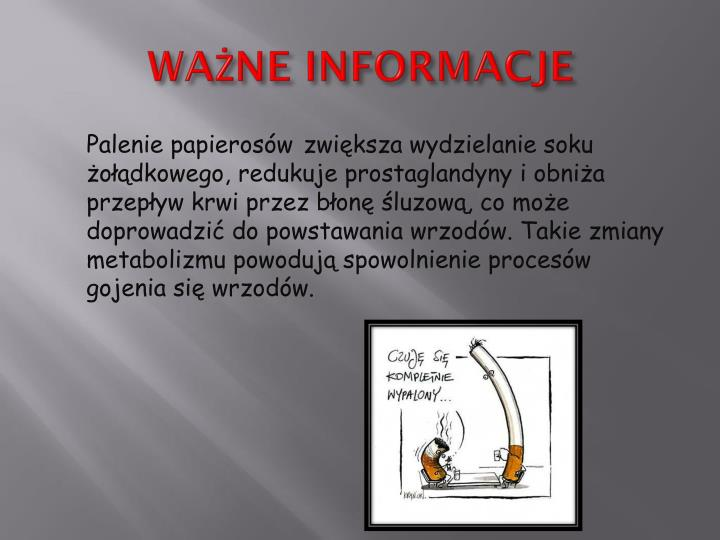 WAŻNE INFORMACJE
Palenie papierosów zwiększa wydzielanie soku
żołądkowego, redukuje prostaglandyny i obniża
przepływ krwi przez błonę śluzową, co może
doprowadzić do powstawania wrzodów. Takie zmiany
metabolizmu powodują spowolnienie procesów
gojenia się wrzodów.
CZUJĘ SIĘ
KOMPLETNIE
WYPALONY...